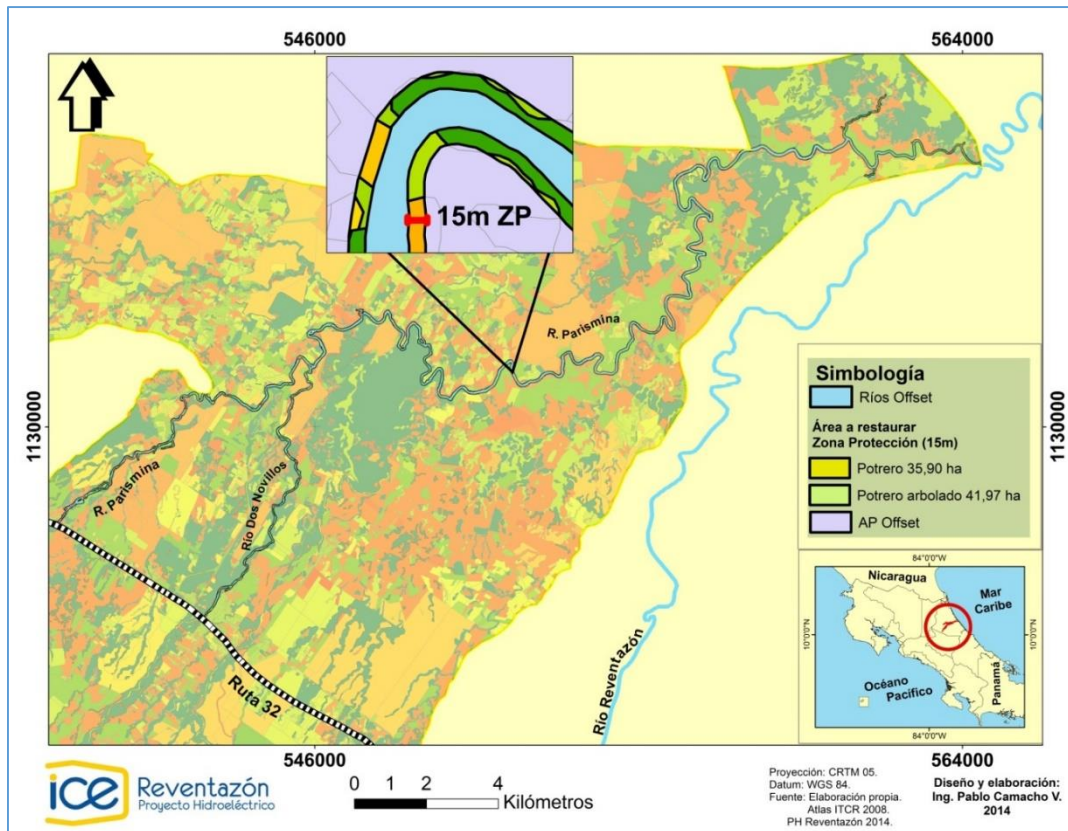 546000
564000
15m ZP
R. Parismina
1130000
1130000
R. Parismina
Río Dos Novillos
Ruta 32
Río Reventazón
Simbología
Ríos Offset
Área a restaurar
Zona Protección (15m)
Potrero 35,90 ha
Potrero arbolado 41,97 ha
AP Offset
84°0'0"W
Nicaragua
Mar
Caribe
10°0'0"N
10°0'0"N
Océano
Pacífico
Panamá
84°0'0"W
546000
564000
ice
Reventazón
Proyecto Hidroeléctrico
0 1 2 4
Kilómetros
Proyección: CRTM 05.
Datum: WGS 84.
Fuente: Elaboración propia.
Atlas ITCR 2008.
PH Reventazón 2014.
Diseño y elaboración:
Ing. Pablo Camacho V.
2014